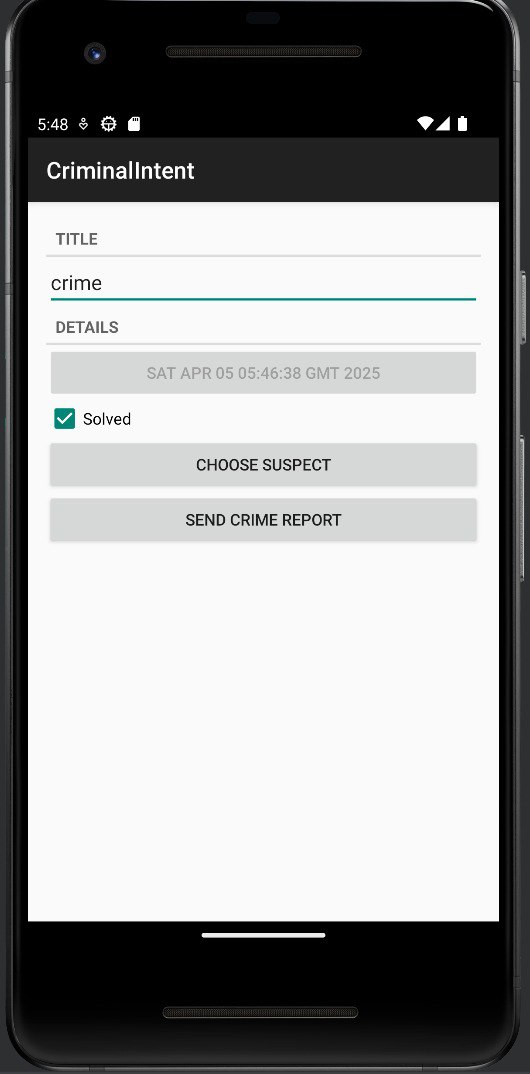 5:48
CriminalIntent
TITLE
crime
DETAILS
SAT APR 05 05:46:38 GMT 2025
Solved
CHOOSE SUSPECT
SEND CRIME REPORT